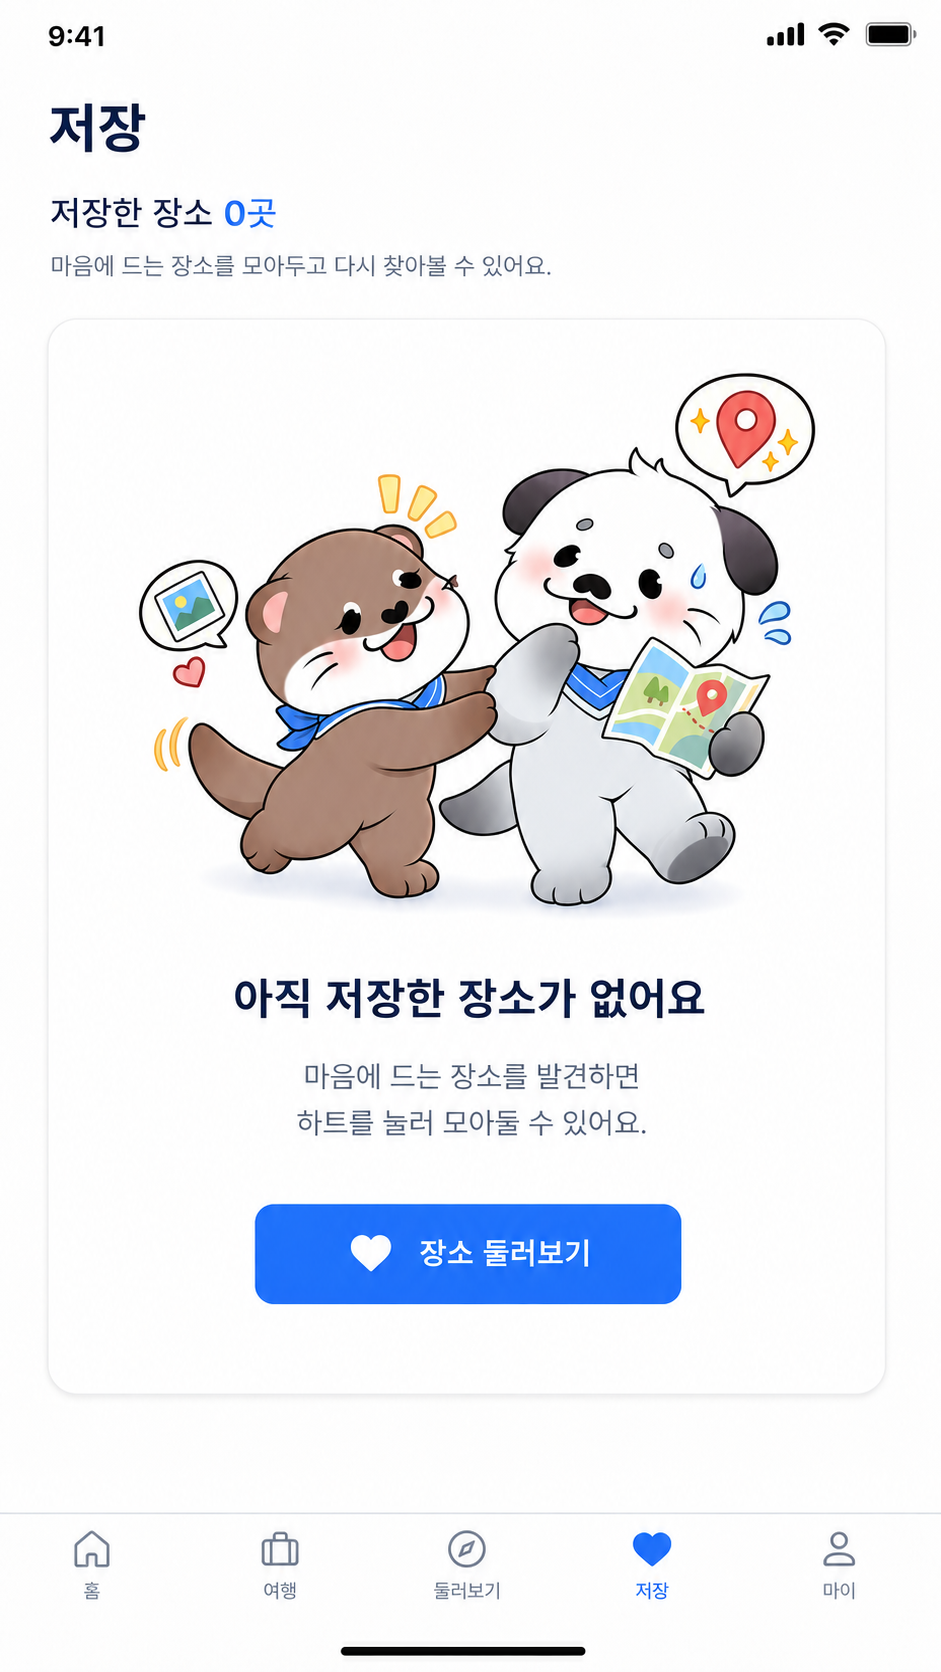 9:41
저장
저장한 장소 0곳
마음에 드는 장소를 모아두고 다시 찾아볼 수 있어요.
아직 저장한 장소가 없어요
마음에 드는 장소를 발견하면
하트를 눌러 모아둘 수 있어요.
장소 둘러보기
홈
여행
둘러보기
저장
마이